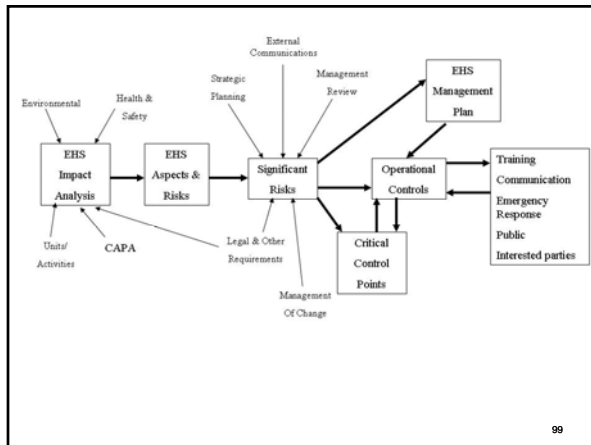 External
Communications
Strategic
Planning
Management
Review
Environmental
Health &
Safety
EHS
Management
Plan
EHS
Impact
Analysis
EHS
Aspects &
Risks
Significant
Risks
Operational
Controls
Training
Communication
Emergency
Response
Public
Interested parties
Units/
Activities
CAPA
Legal & Other
Requirements
Critical
Control
Points
Management
Of Change
99